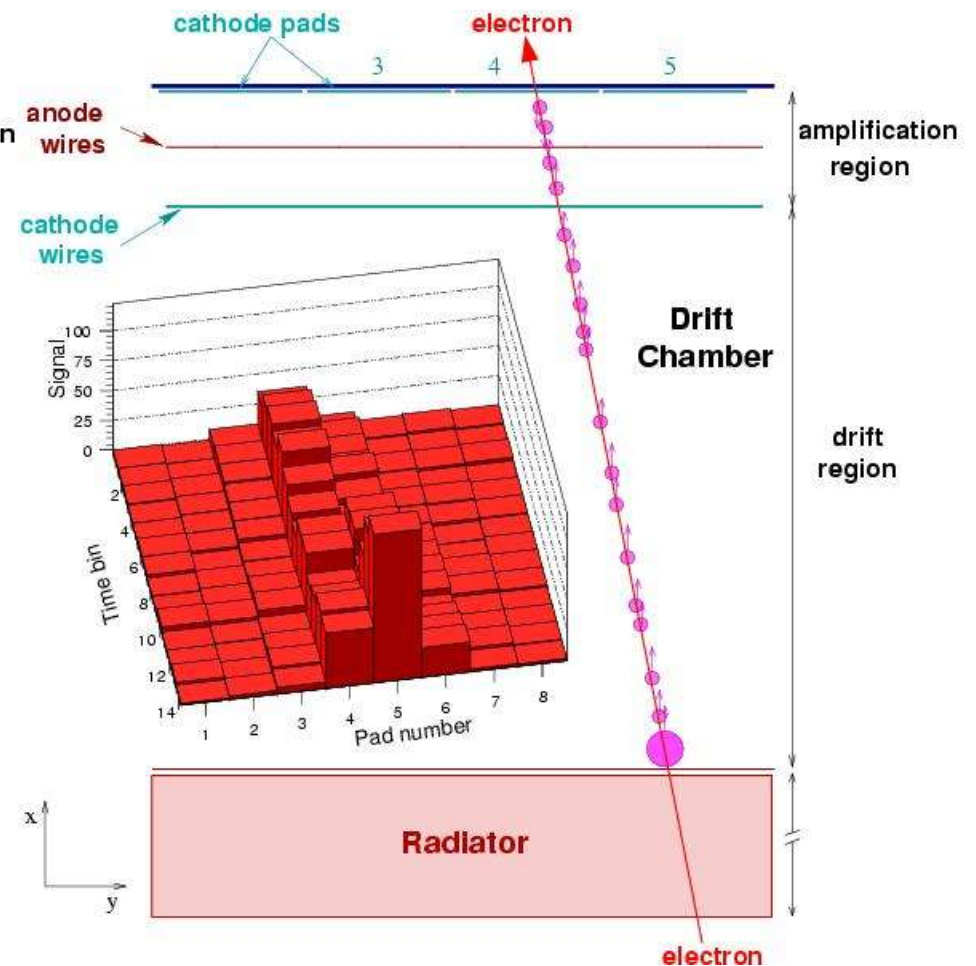 cathode pads
electron
3 4 5
anode
n wires
amplification
region
cathode
wires
Drift
Chamber
Signal
100
75
50
25
0
drift
region
Time bin
2
4
6
8
10
12
14
1 2 3 4 5 6 7 8
Pad number
Radiator
x
y
electron